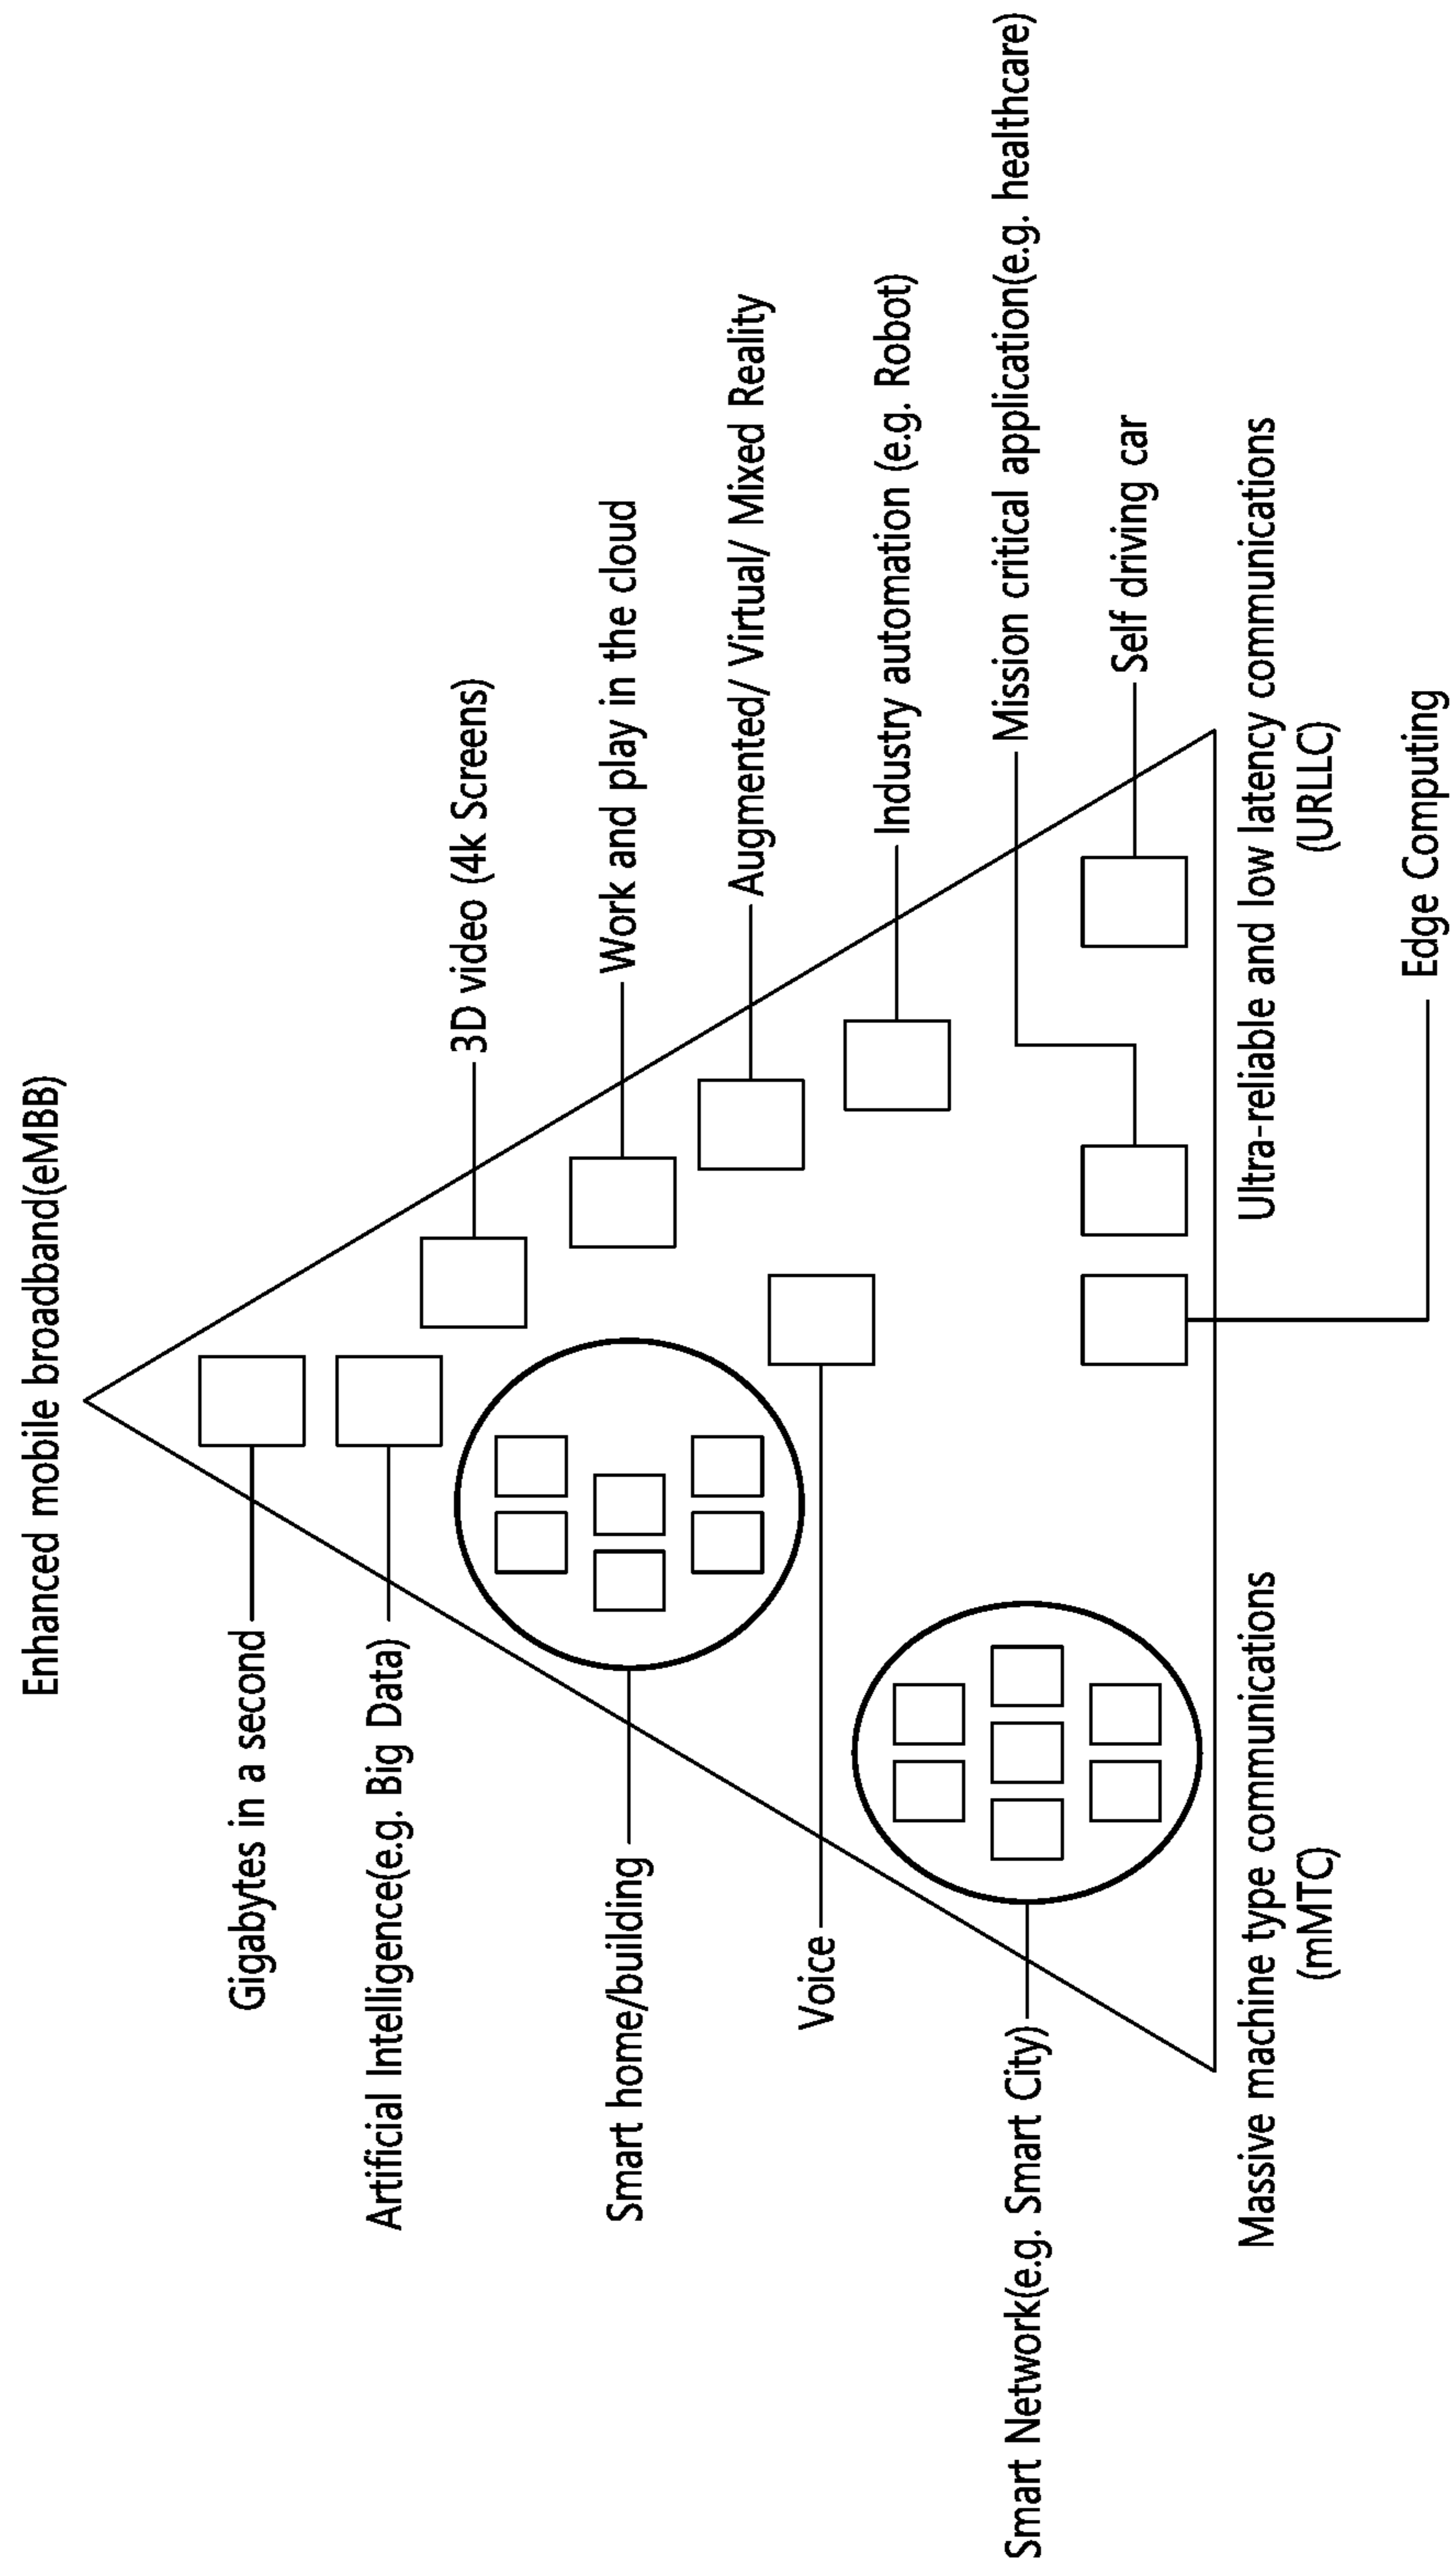 Enhanced mobile broadband(eMBB)
Gigabytes in a second
Artificial Intelligence(e.g. Big Data)
3D video (4k Screens)
Smart home/building
Work and play in the cloud
Augmented/ Virtual/ Mixed Reality
Voice
Industry automation (e.g. Robot)
Smart Network(e.g. Smart City)
Mission critical application(e.g. healthcare)
Self driving car
Massive machine type communications
(mMTC)
Ultra-reliable and low latency communications
(URLLC)
Edge Computing